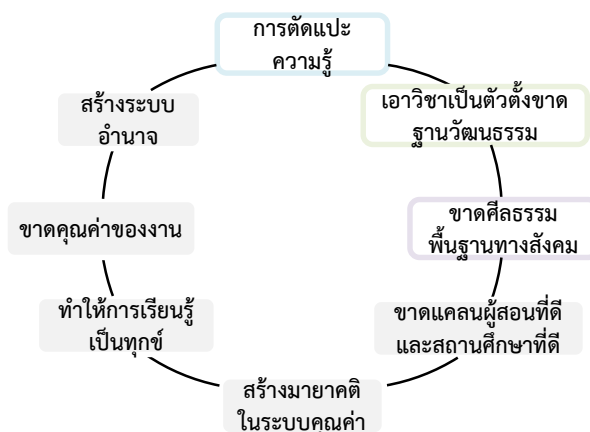 การตัดแปะ
ความรู้
เอาวิชาเป็นตัวตั้งขาด
ฐานวัฒนธรรม
ขาดศีลธรรม
พื้นฐานทางสังคม
ขาดแคลนผู้สอนที่ดี
และสถานศึกษาที่ดี
สร้างมายาคติ
ในระบบคุณค่า
ทำให้การเรียนรู้
เป็นทุกข์
ขาดคุณค่าของงาน
สร้างระบบ
อำนาจ